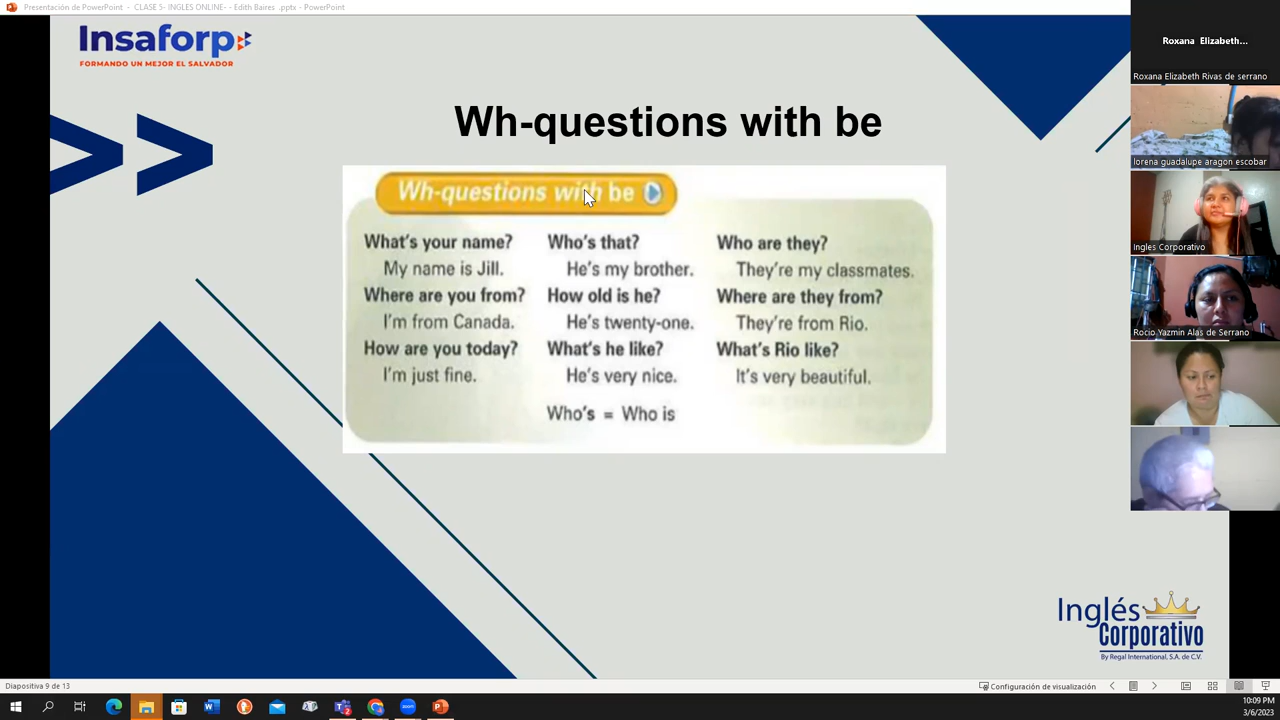 Presentación de PowerPoint - CLASE 5- INGLES ONLINE- - Edith Baires .pptx - PowerPoint
Insaforp
FORMANDO UN MEJOR EL SALVADOR
Wh-questions with be
Wh-questions with be
What's your name?
My name is Jill.
Where are you from?
I'm from Canada.
How are you today?
I'm just fine.
Who's that?
He's my brother.
How old is he?
He's twenty-one.
What's he like?
He's very nice.
Who's = Who is
Who are they?
They're my classmates.
Where are they from?
They're from Rio.
What's Rio like?
It's very beautiful.
Inglés
Corporativo
By Regal International, S.A. de C.V.
Roxana Elizabeth...
Roxana Elizabeth Rivas de serrano
lorena guadalupe aragon escobar
Ingles Corporativo
Rocio Yazmin Alas de Serrano
Diapositiva 9 de 13
Configuración de visualización
10:09 PM
3/6/2023